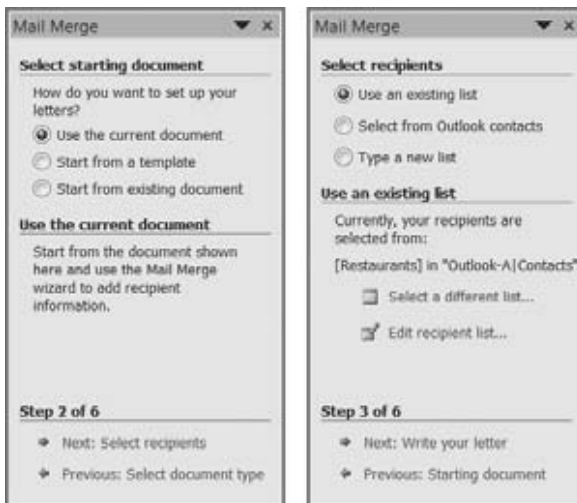 Mail Merge
Select starting document
How do you want to set up your
letters?
Use the current document
Start from a template
Start from existing document
Use the current document
Start from the document shown
here and use the Mail Merge
wizard to add recipient
information.
Step 2 of 6
Next: Select recipients
Previous: Select document type
Mail Merge
Select recipients
Use an existing list
Select from Outlook contacts
Type a new list
Use an existing list
Currently, your recipients are
selected from:
[Restaurants] in "Outlook-A|Contacts"
Select a different list...
Edit recipient list...
Step 3 of 6
Next: Write your letter
Previous: Starting document